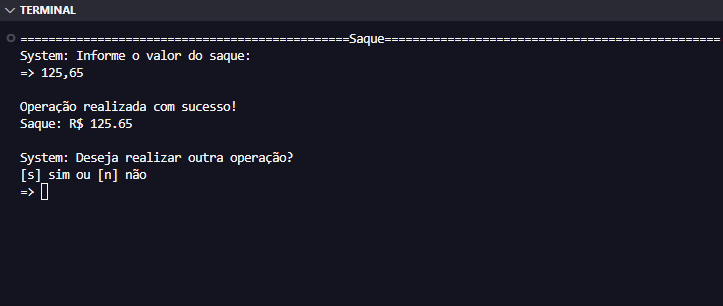 TERMINAL
===============================================Saque================================================
System: Informe o valor do saque:
=> 125,65
Operação realizada com sucesso!
Saque: R$ 125.65
System: Deseja realizar outra operação?
[s] sim ou [n] não
=>